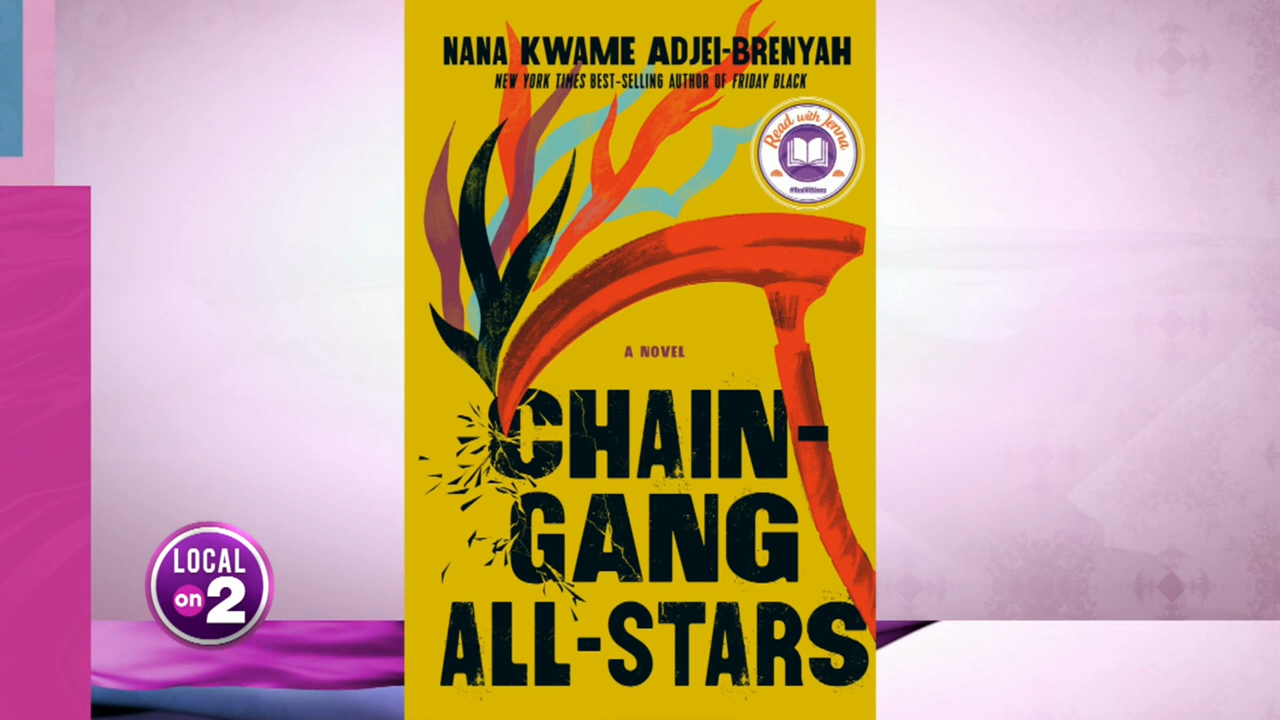 NANA KWAME ADJEI-BRENYAH
NEW YORK TIMES BEST-SELLING AUTHOR OF FRIDAY BLACK
Read with Jenna
#ReadWithJenna
A NOVEL
CHAIN-
GANG
ALL-STARS
LOCAL
on 2